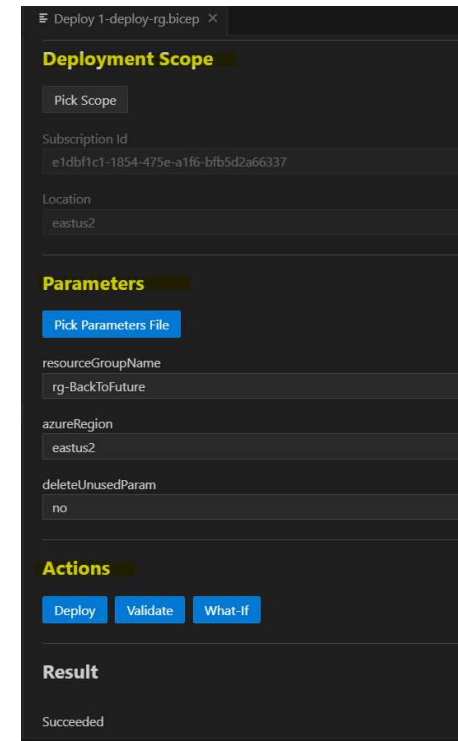 Deploy 1-deploy-rg.bicep ×
Deployment Scope
Pick Scope
Subscription Id
e1dbf1c1-1854-475e-a1f6-bfb5d2a66337
Location
eastus2
Parameters
Pick Parameters File
resourceGroupName
rg-BackToFuture
azureRegion
eastus2
deleteUnusedParam
no
Actions
Deploy Validate What-If
Result
Succeeded